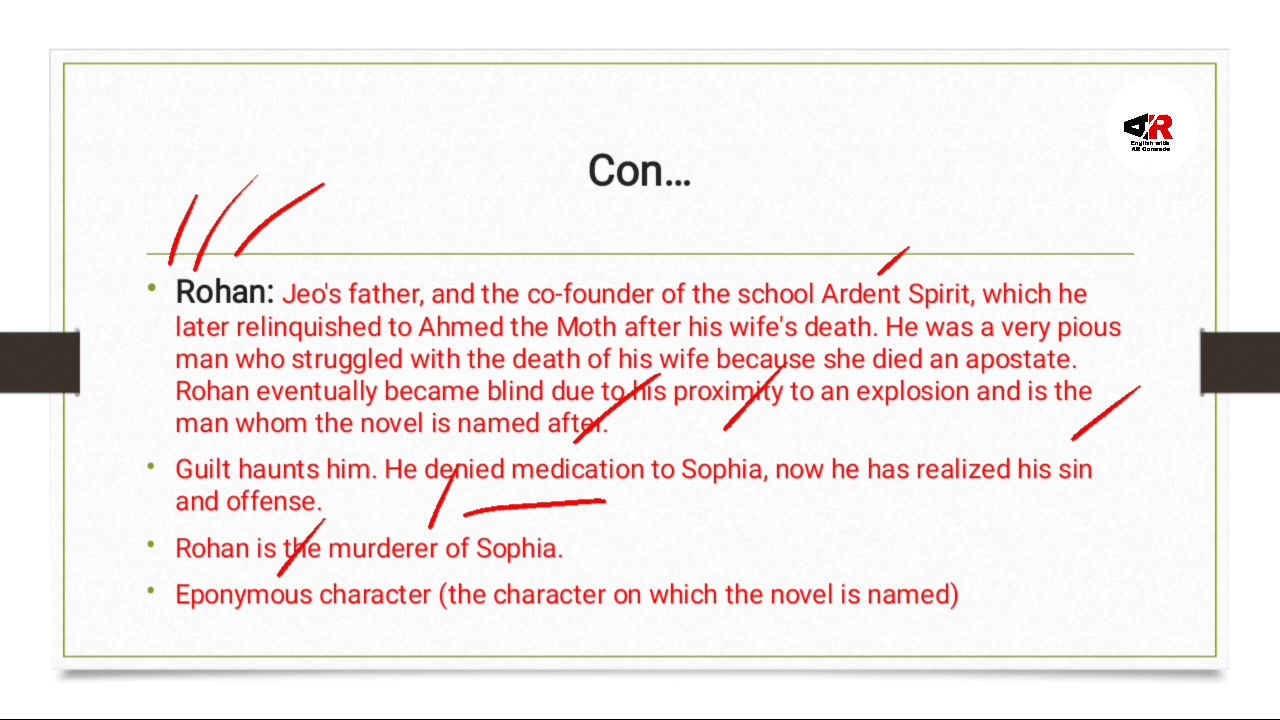 AR
English with
AR Comrade
Con...
• Rohan: Jeo's father, and the co-founder of the school Ardent Spirit, which he
later relinquished to Ahmed the Moth after his wife's death. He was a very pious
man who struggled with the death of his wife because she died an apostate.
Rohan eventually became blind due to his proximity to an explosion and is the
man whom the novel is named after.
• Guilt haunts him. He denied medication to Sophia, now he has realized his sin
and offense.
• Rohan is the murderer of Sophia.
• Eponymous character (the character on which the novel is named)